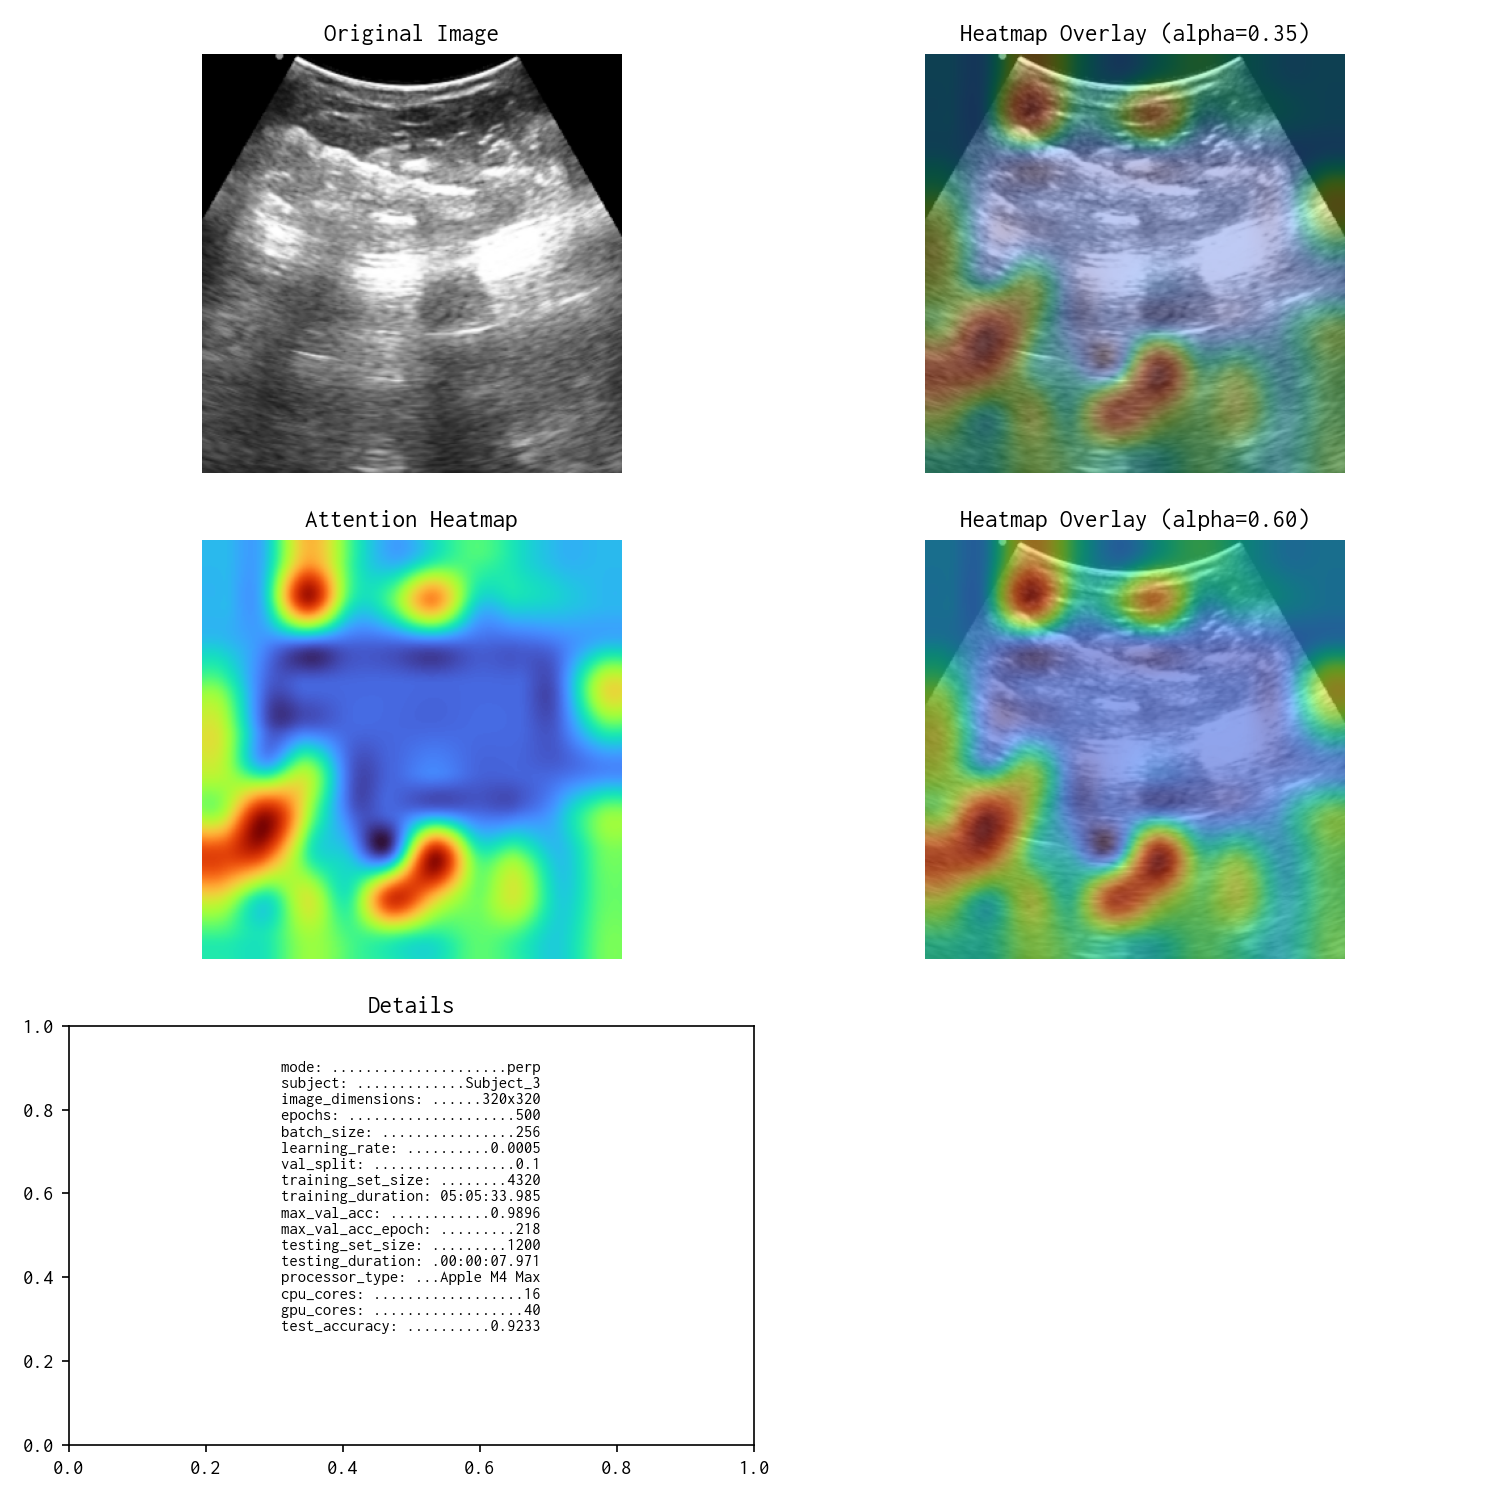 Original Image
Heatmap Overlay (alpha=0.35)
Attention Heatmap
Heatmap Overlay (alpha=0.60)
Details
1.0
0.8
0.6
0.4
0.2
0.0
mode: .....................perp
subject: .............Subject_3
image_dimensions: ......320x320
epochs: ....................500
batch_size: ................256
learning_rate: ..........0.0005
val_split: .................0.1
training_set_size: ........4320
training_duration: 05:05:33.985
max_val_acc: ............0.9896
max_val_acc_epoch: .........218
testing_set_size: .........1200
testing_duration: .00:00:07.971
processor_type: ...Apple M4 Max
cpu_cores: ..................16
gpu_cores: ..................40
test_accuracy: ..........0.9233
0.0 0.2 0.4 0.6 0.8 1.0